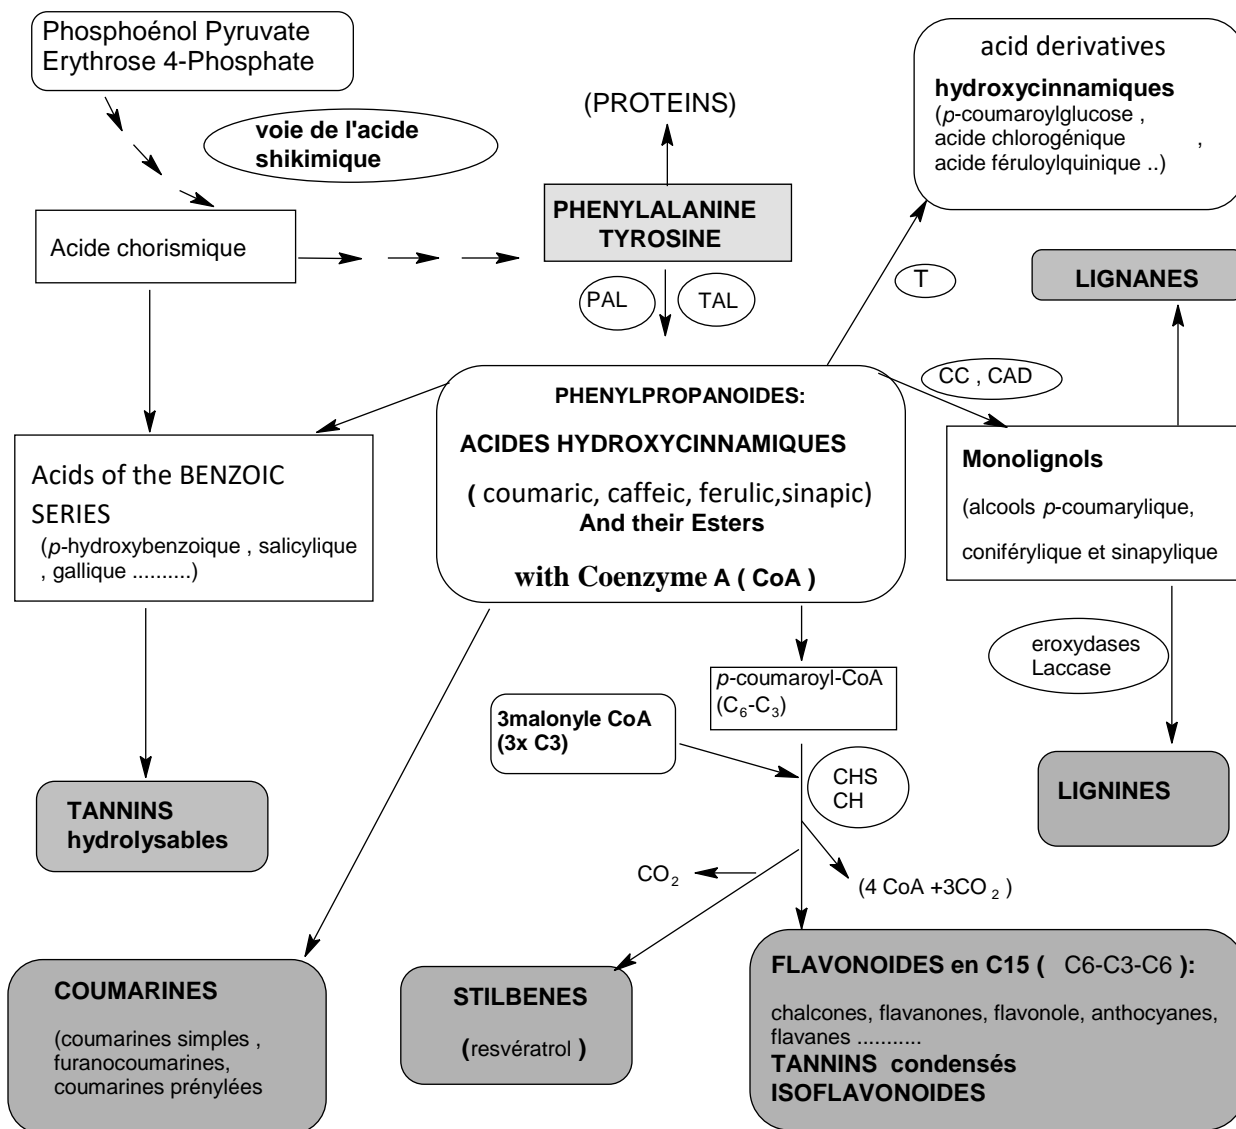 Phosphoénol Pyruvate
Erythrose 4-Phosphate
voie de l'acide
shikimique
(PROTEINS)
acid derivatives
hydroxycinnamiques
(p-coumaroylglucose ,
acide chlorogénique ,
acide féruloylquinique ..)
Acide chorismique
PHENYLALANINE
TYROSINE
PAL
TAL
T
LIGNANES
CC , CAD
PHENYLPROPANOIDES:
ACIDES HYDROXYCINNAMIQUES
( coumaric, caffeic, ferulic,sinapic)
And their Esters
with Coenzyme A ( CoA )
Acids of the BENZOIC
SERIES
(p-hydroxybenzoique , salicylique
, gallique ..........)
Monolignols
(alcools p-coumarylique,
coniférylique et sinapylique
eroxydases
Laccase
p-coumaroyl-CoA
(C6-C3)
3malonyle CoA
(3x C3)
CHS
CH
TANNINS
hydrolysables
LIGNINES
CO2
(4 CoA +3CO2 )
COUMARINES
(coumarines simples ,
furanocoumarines,
coumarines prénylées
STILBENES
(resvératrol )
FLAVONOIDES en C15 ( C6-C3-C6 ):
chalcones, flavanones, flavonole, anthocyanes,
flavanes ...........
TANNINS condensés
ISOFLAVONOIDES